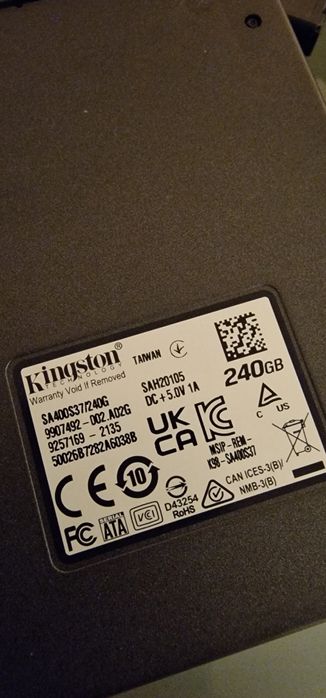 Kingston®
TECHNOLOGY
TAIWAN
Warranty Void If Removed
SA400S37/240G
9907492-D02.A02G
9257169 - 2135
50026B7282A6038B
SAH20105
DC+5.0V 1A
240GB
UK
CA
C US
MSIP-REM-
K98-SA400S37
CE
10
FC
SERIAL
ATA
VCI
D43254
RoHS
CAN ICES-3(B)/
NMB-3(B)